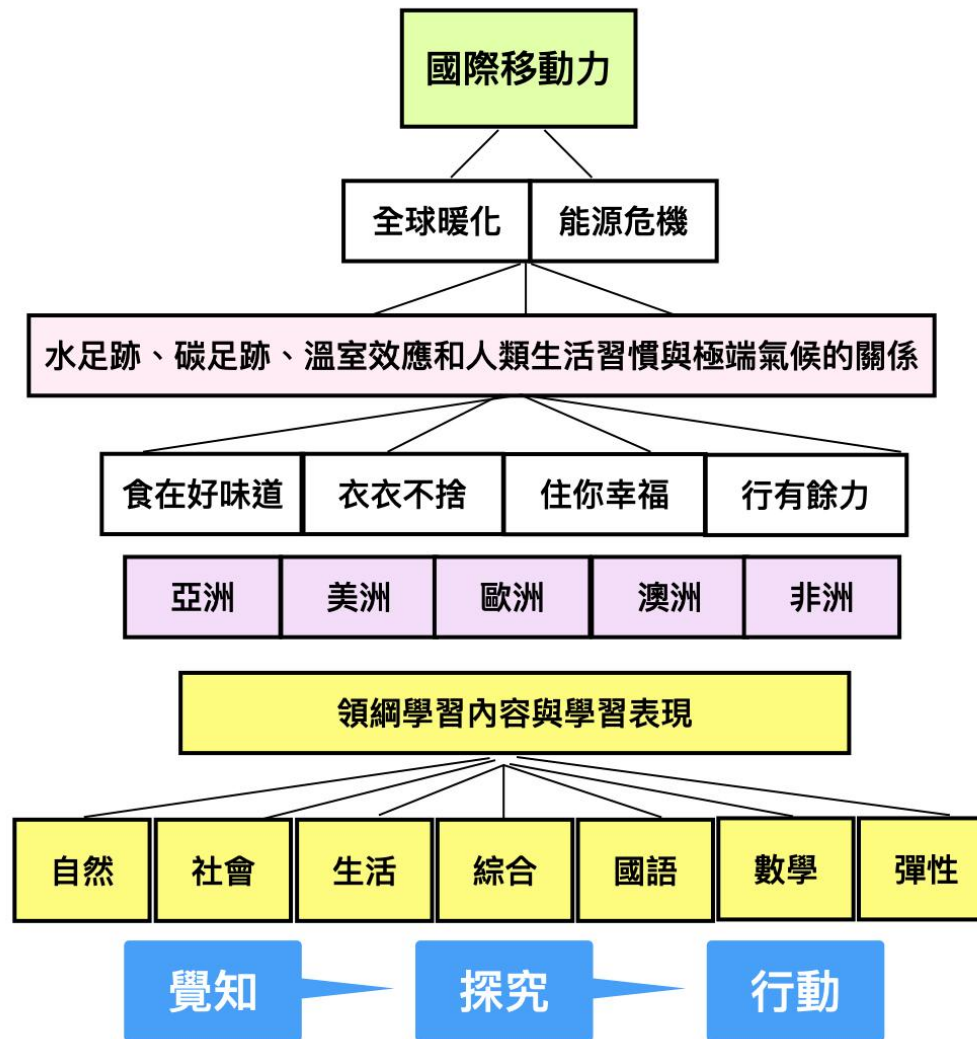 國際移動力
全球暖化 能源危機
水足跡、碳足跡、溫室效應和人類生活習慣與極端氣候的關係
食在好味道 衣衣不捨 住你幸福 行有餘力
亞洲 美洲 歐洲 澳洲 非洲
領綱學習內容與學習表現
自然 社會 生活 綜合 國語 數學 彈性
覺知 探究 行動